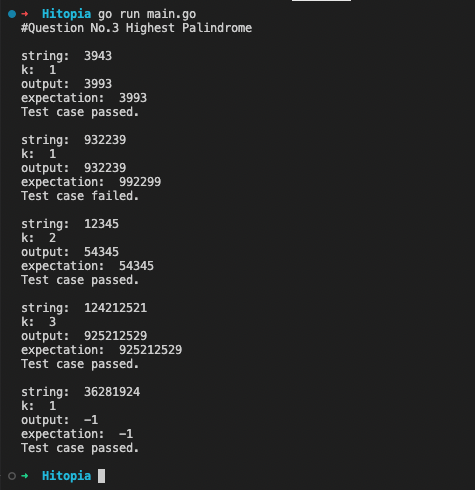 → Hitopia go run main.go
#Question No.3 Highest Palindrome
string: 3943
k: 1
output: 3993
expectation: 3993
Test case passed.
string: 932239
k: 1
output: 932239
expectation: 992299
Test case failed.
string: 12345
k: 2
output: 54345
expectation: 54345
Test case passed.
string: 124212521
k: 3
output: 925212529
expectation: 925212529
Test case passed.
string: 36281924
k: 1
output: -1
expectation: -1
Test case passed.
→ Hitopia